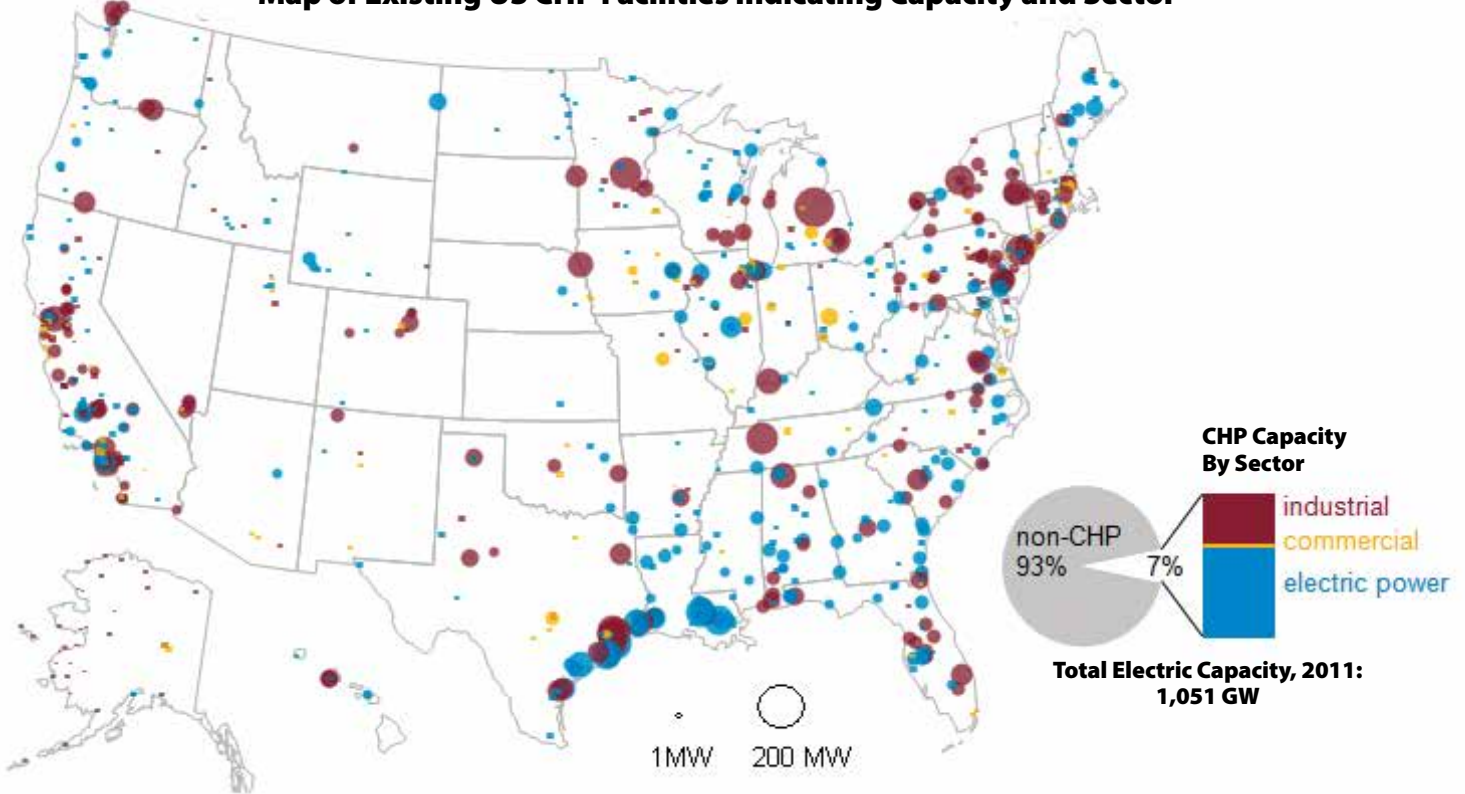 Map of Existing US CHP Facilities Indicating Capacity and Sector
CHP Capacity
By Sector
non-CHP
93%
7%
industrial
commercial
electric power
Total Electric Capacity, 2011:
1,051 GW
1MW
200 MW